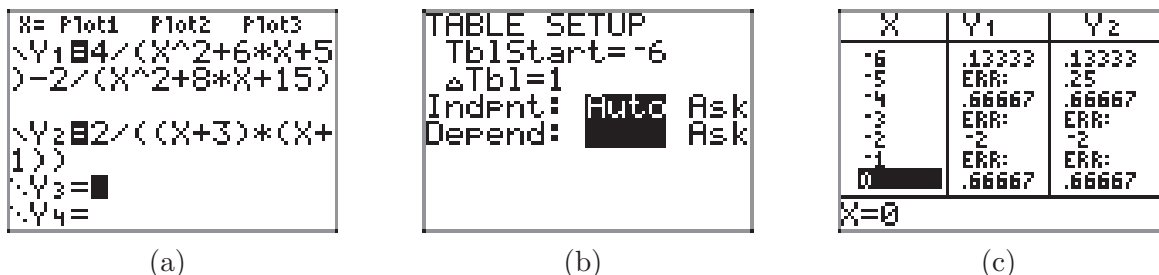 X= Plot1 Plot2 Plot3
\Y1=4/(X^2+6*X+5
)-2/(X^2+8*X+15)
\Y2=2/((X+3)*(X+
1))
\Y3=
\Y4=
(a)
TABLE SETUP
TblStart=-6
△Tbl=1
Indpnt: Auto Ask
Depend: Ask
(b)
X Y1 Y2
-6 .13333 .13333
-5 ERR: .25
-4 .66667 .66667
-3 ERR: ERR:
-2 -2 -2
-1 ERR: ERR:
0 .66667 .66667
X=0
(c)